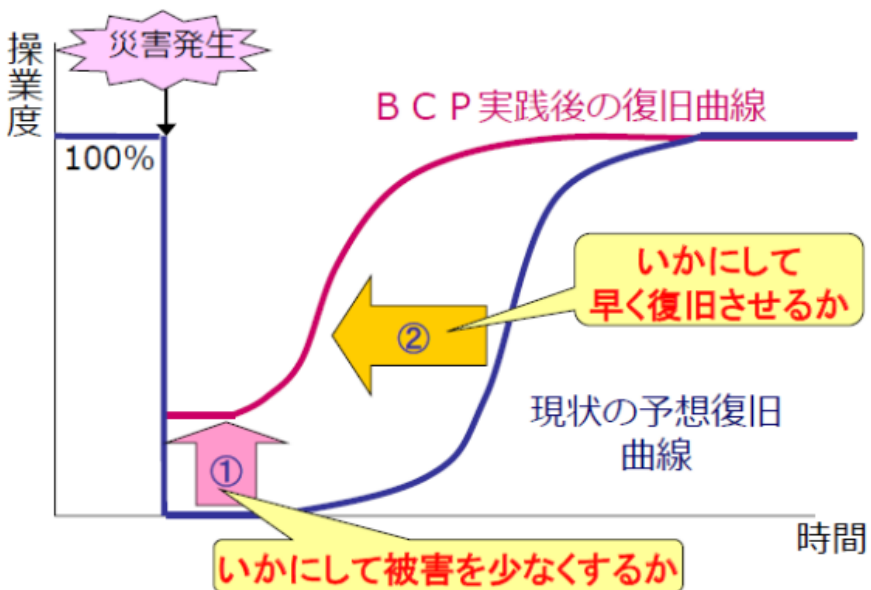 災害発生
操業度
100%
BCP実践後の復旧曲線
いかにして
早く復旧させるか
②
現状の予想復旧
曲線
①
時間
いかにして被害を少なくするか